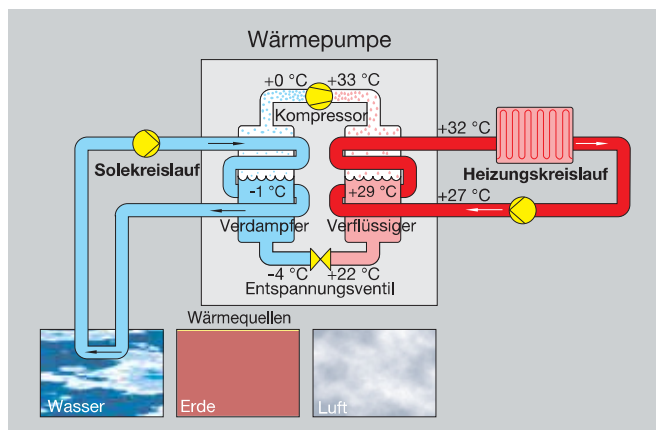 Wärmepumpe
+0 °C
+33 °C
Kompressor
+32 °C
Solekreislauf
Heizungskreislauf
-1 °C
+29 °C
+27 °C
Verdampfer
Verflüssiger
-4 °C
+22 °C
Entspannungsventil
Wärmequellen
Wasser
Erde
Luft